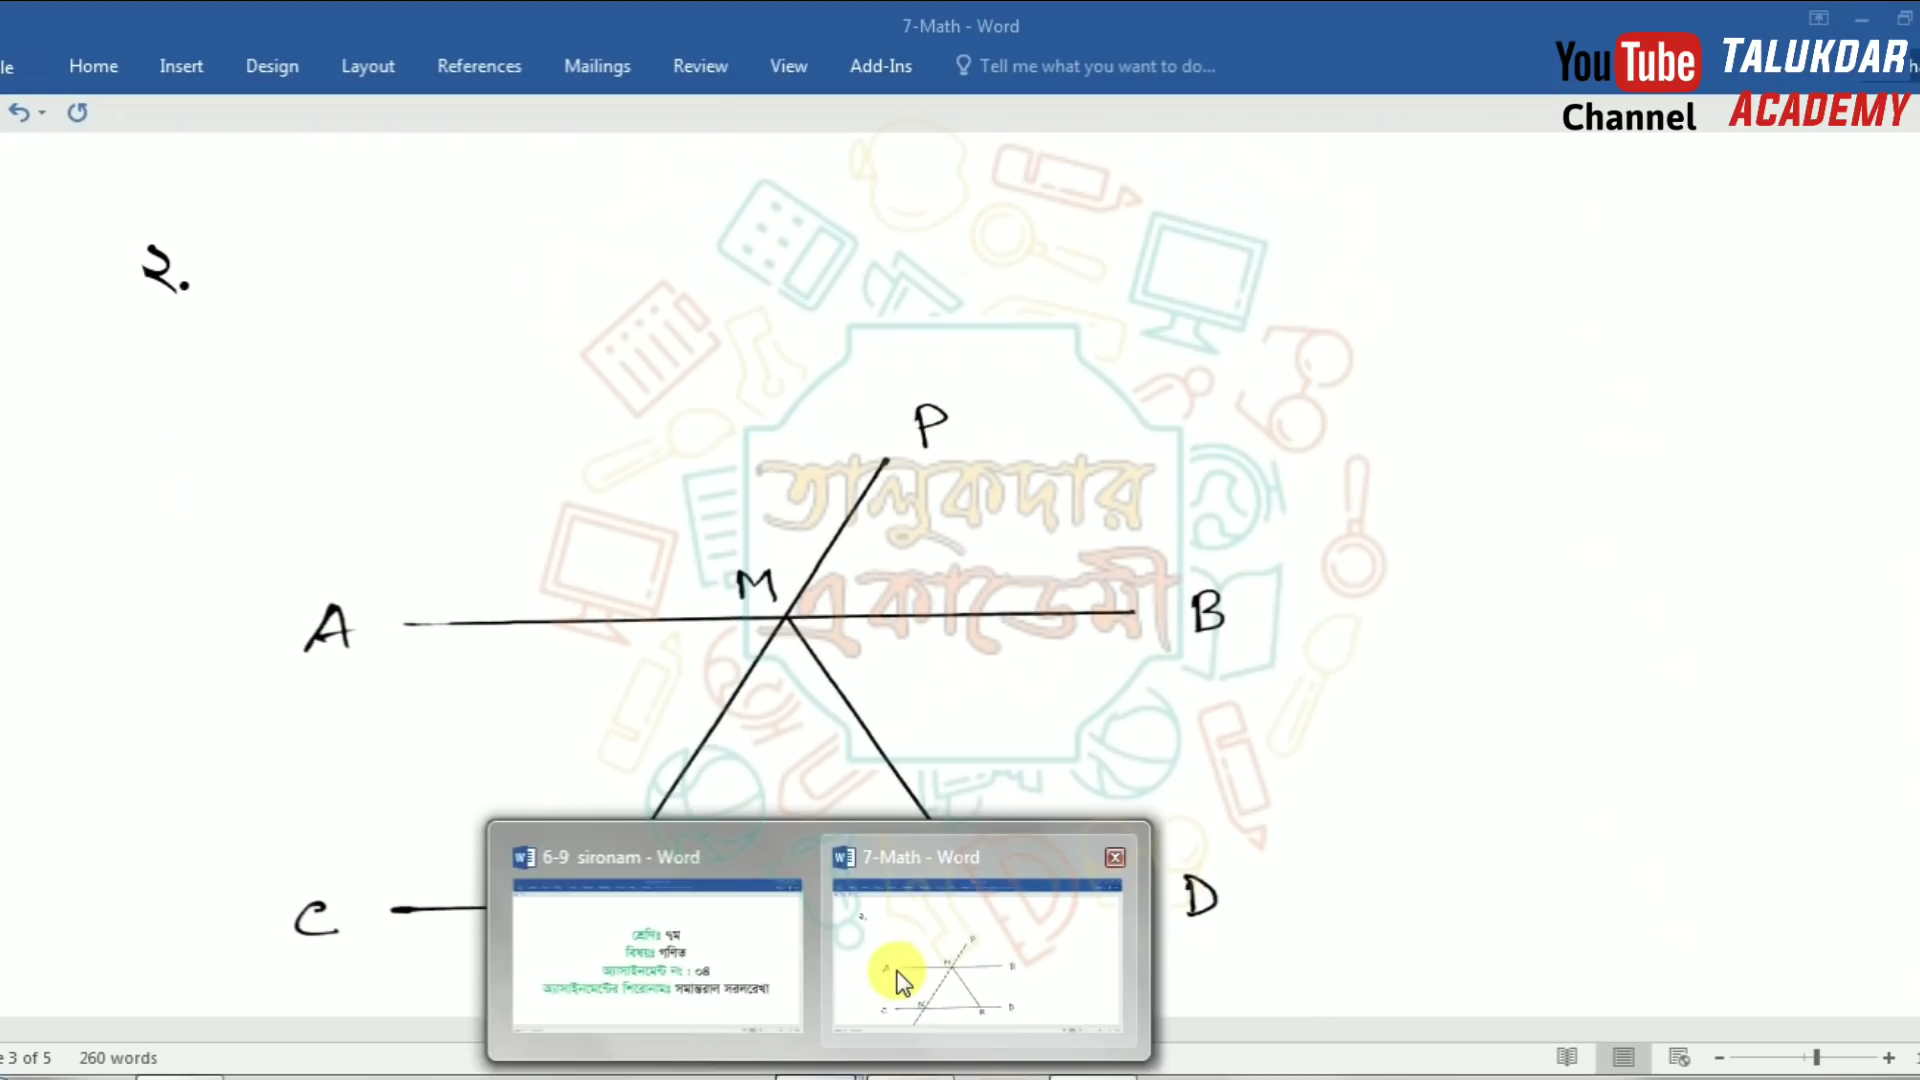 7-Math - Word
le Home Insert Design Layout References Mailings Review View Add-Ins Tell me what you want to do...
YouTube Channel
TALUKDAR ACADEMY
২.
P
M
A B
তালুকদার
একাডেমী
C D
6-9 sironam - Word
শ্রেণিঃ ৭ম
বিষয়ঃ গণিত
অ্যাসাইনমেন্ট নং : ০৪
অ্যাসাইনমেন্টের শিরোনামঃ সমান্তরাল সরলরেখা
7-Math - Word
২.
P
A M B
C N R D
e 3 of 5 260 words